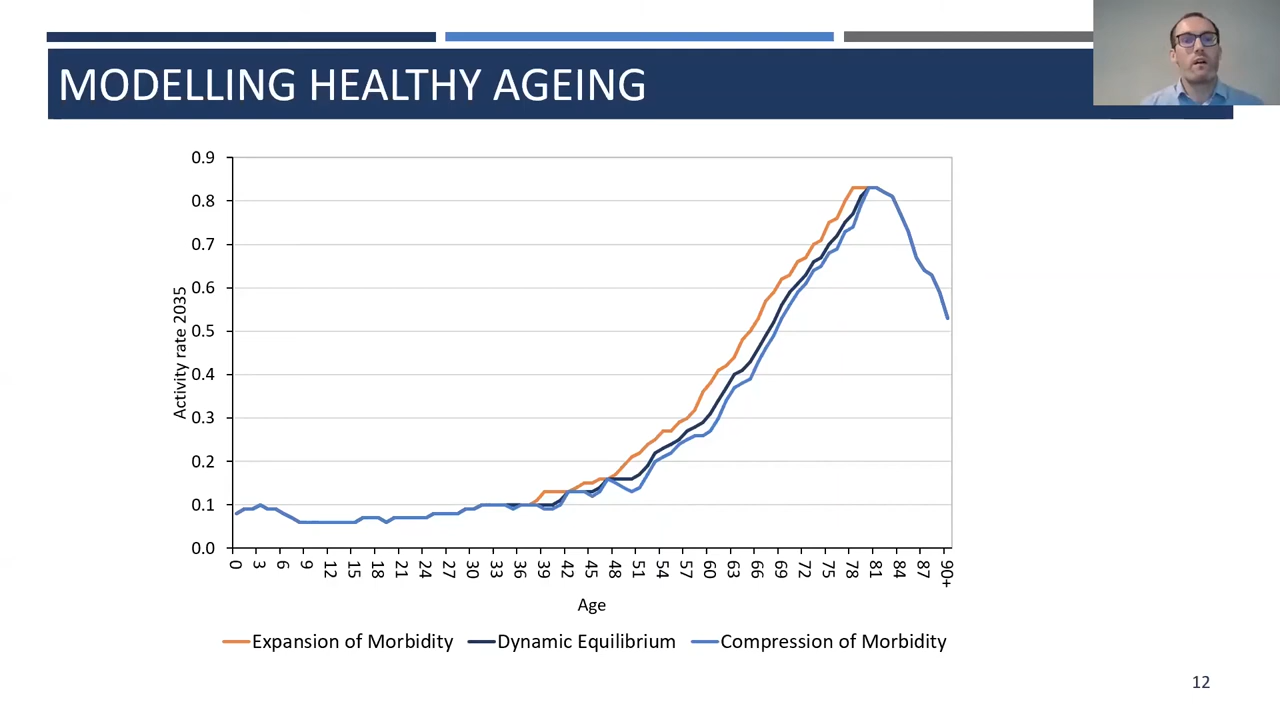 MODELLING HEALTHY AGEING
0.9
0.8
0.7
0.6
0.5
0.4
0.3
0.2
0.1
0.0
Activity rate 2035
0 3 6 9 12 15 18 21 24 27 30 33 36 39 42 45 48 51 54 57 60 63 66 69 72 75 78 81 84 87 90+
Age
Expansion of Morbidity Dynamic Equilibrium Compression of Morbidity
12